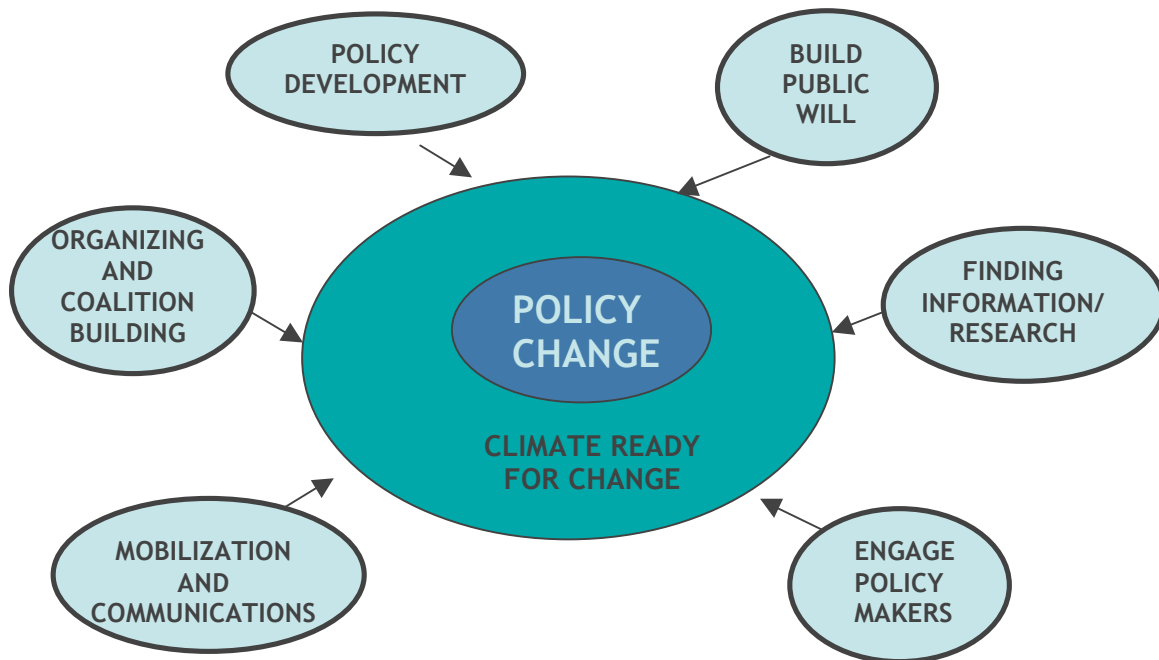 POLICY
DEVELOPMENT
BUILD
PUBLIC
WILL
ORGANIZING
AND
COALITION
BUILDING
POLICY
CHANGE
FINDING
INFORMATION/
RESEARCH
CLIMATE READY
FOR CHANGE
MOBILIZATION
AND
COMMUNICATIONS
ENGAGE
POLICY
MAKERS